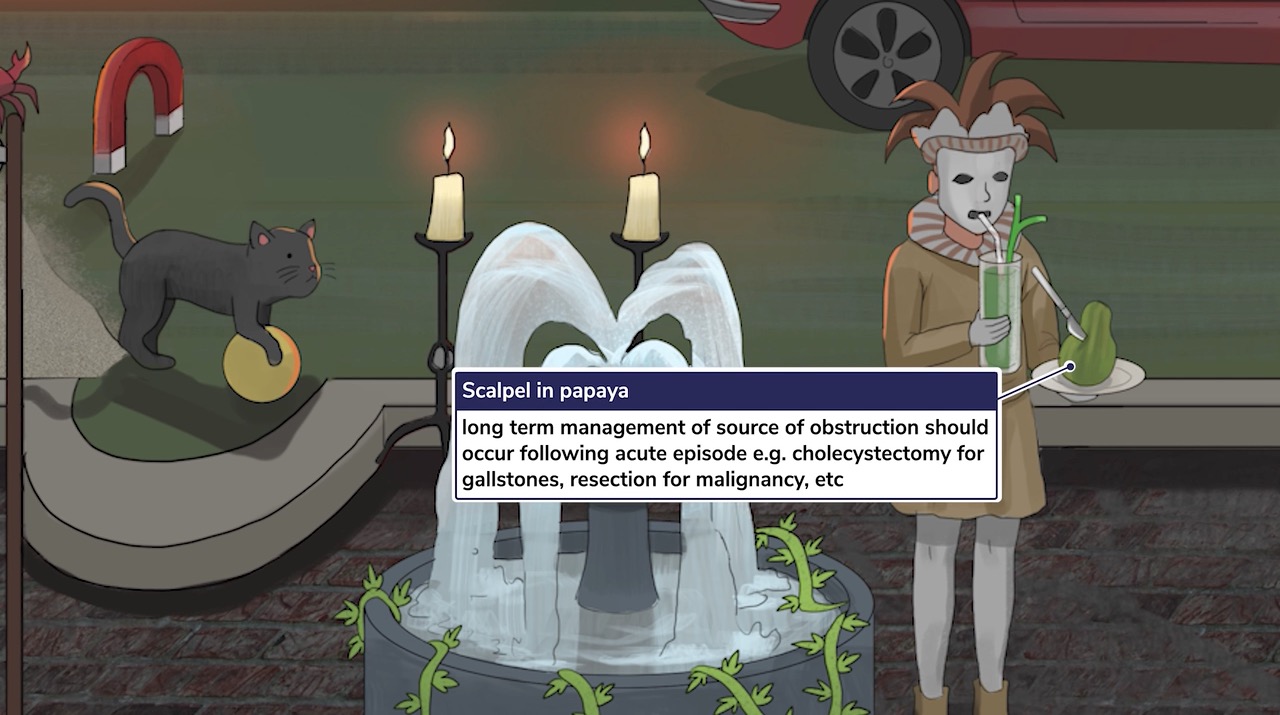 Scalpel in papaya
long term management of source of obstruction should
occur following acute episode e.g. cholecystectomy for
gallstones, resection for malignancy, etc